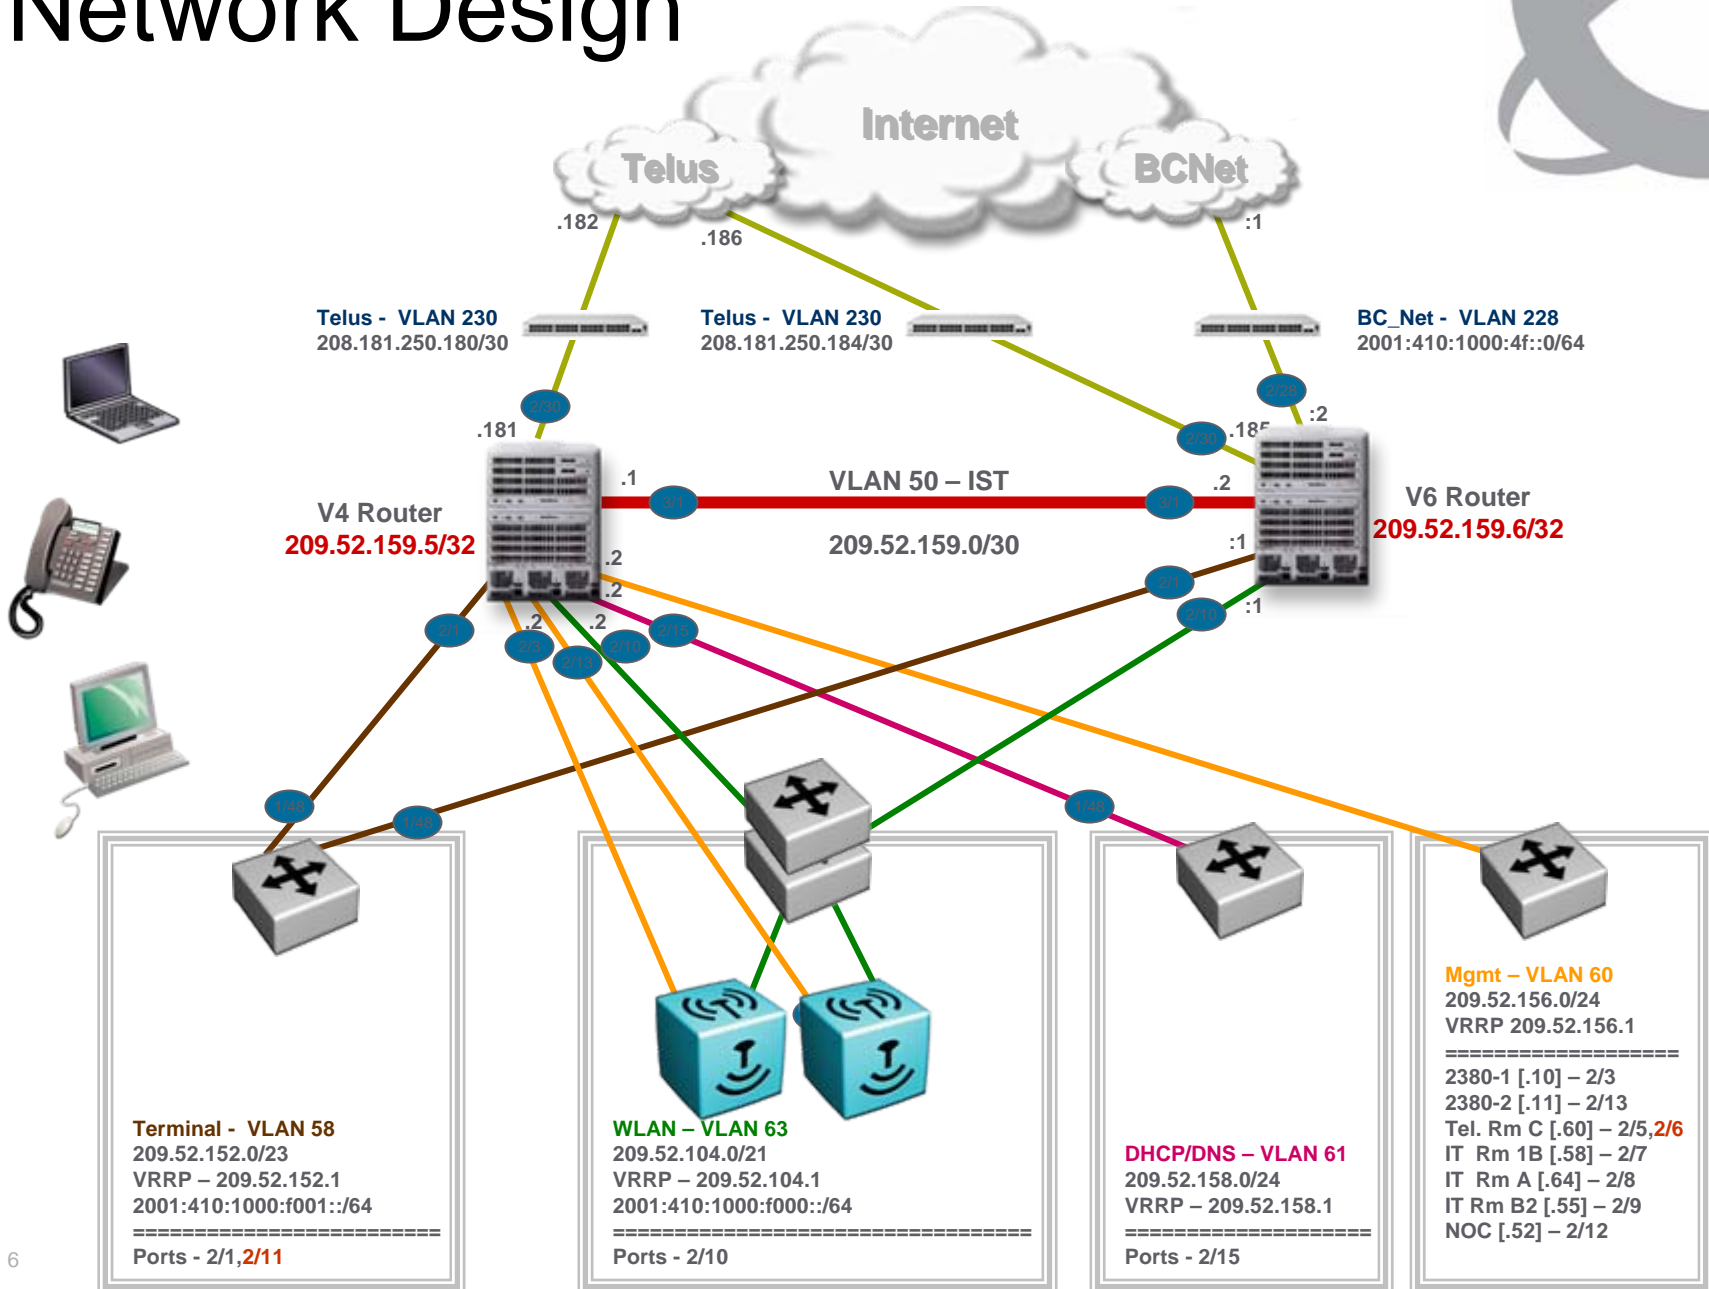 Network Design
Internet
Telus
BCNet
.182
.186
:1
Telus - VLAN 230
208.181.250.180/30
Telus - VLAN 230
208.181.250.184/30
BC_Net - VLAN 228
2001:410:1000:4f::0/64
2/30
2/28
.181
2/30
.185
:2
.1
3/1
VLAN 50 – IST
3/1
.2
V4 Router
209.52.159.5/32
209.52.159.0/30
V6 Router
209.52.159.6/32
.2
:1
.2
2/1
:1
2/1
.2
.2
2/15
2/10
2/3
2/13
2/10
1/48
1/48
1/48
Terminal - VLAN 58
209.52.152.0/23
VRRP – 209.52.152.1
2001:410:1000:f001::/64
=========================
Ports - 2/1,2/11
WLAN – VLAN 63
209.52.104.0/21
VRRP – 209.52.104.1
2001:410:1000:f000::/64
==================================
Ports - 2/10
DHCP/DNS – VLAN 61
209.52.158.0/24
VRRP – 209.52.158.1
====================
Ports - 2/15
Mgmt – VLAN 60
209.52.156.0/24
VRRP 209.52.156.1
===================
2380-1 [.10] – 2/3
2380-2 [.11] – 2/13
Tel. Rm C [.60] – 2/5,2/6
IT Rm 1B [.58] – 2/7
IT Rm A [.64] – 2/8
IT Rm B2 [.55] – 2/9
NOC [.52] – 2/12
6